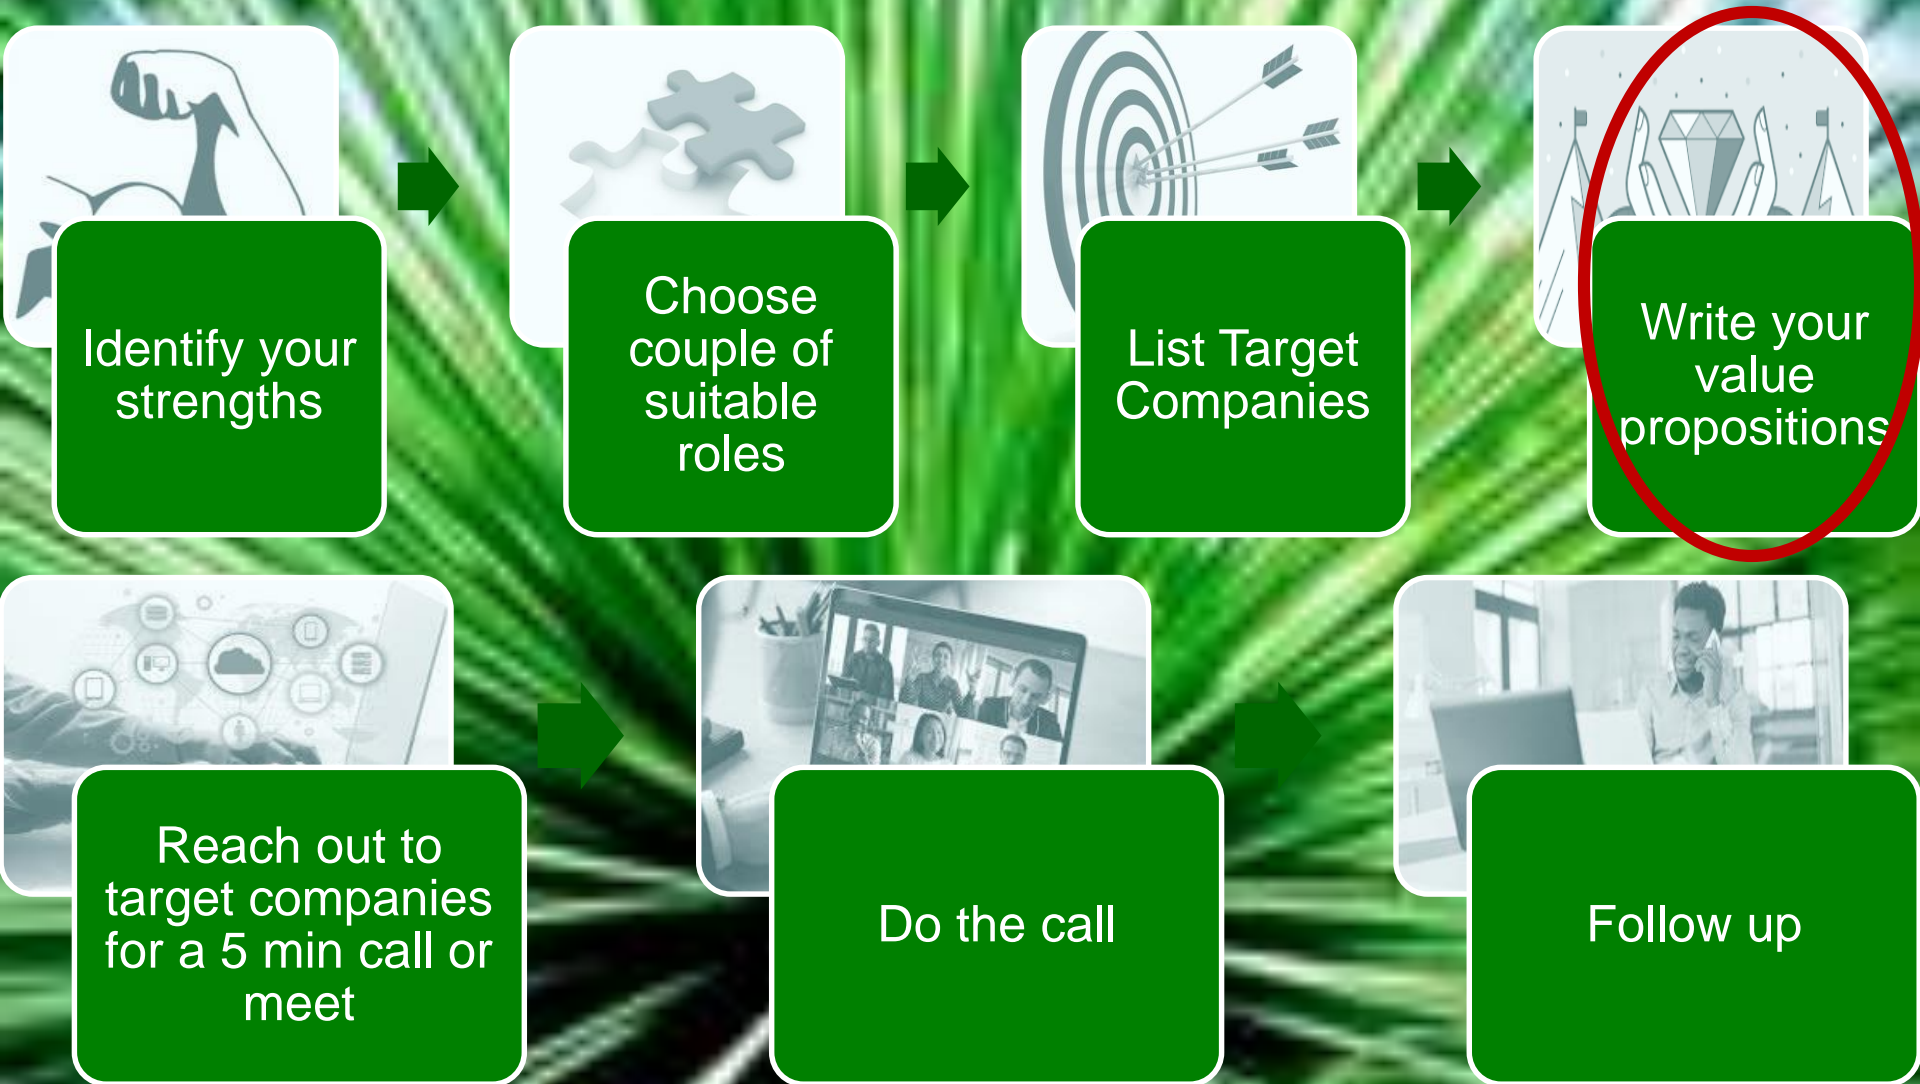 Identify your
strengths
Choose
couple of
suitable
roles
List Target
Companies
Write your
value
propositions
Reach out to
target companies
for a 5 min call or
meet
Do the call
Follow up